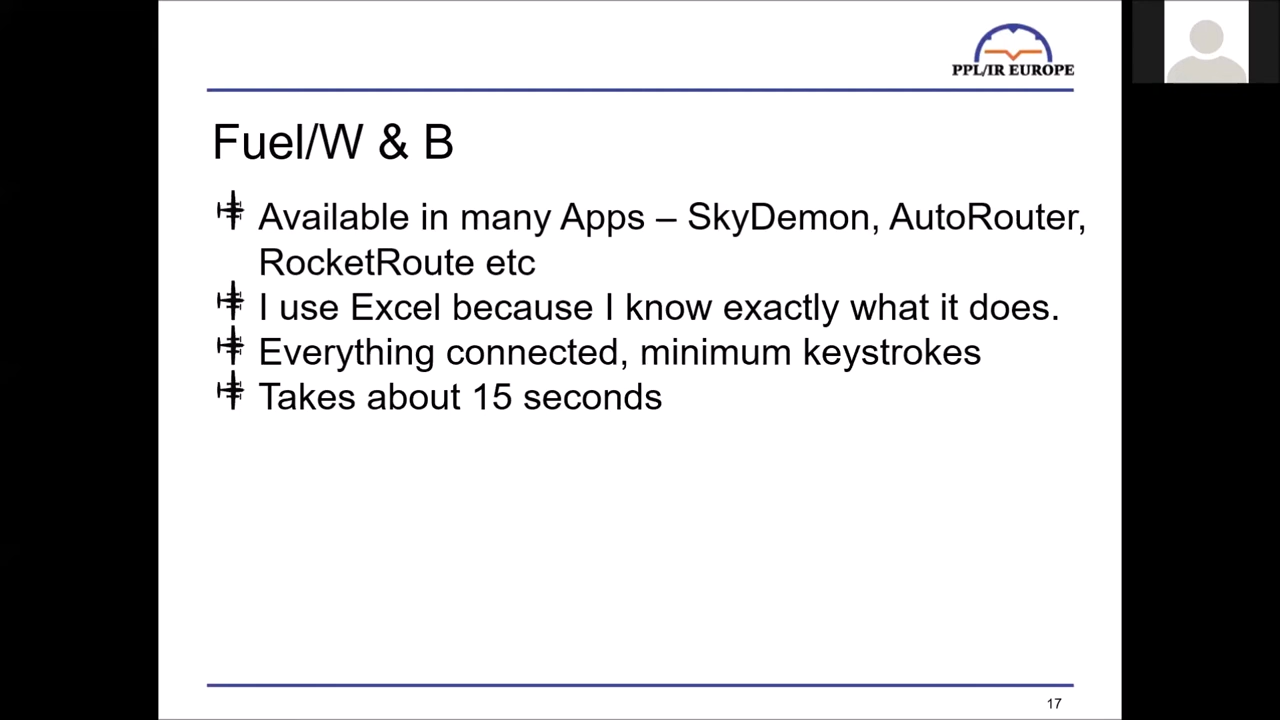 PPL/IR EUROPE
Fuel/W & B
Available in many Apps – SkyDemon, AutoRouter,
RocketRoute etc
I use Excel because I know exactly what it does.
Everything connected, minimum keystrokes
Takes about 15 seconds
17